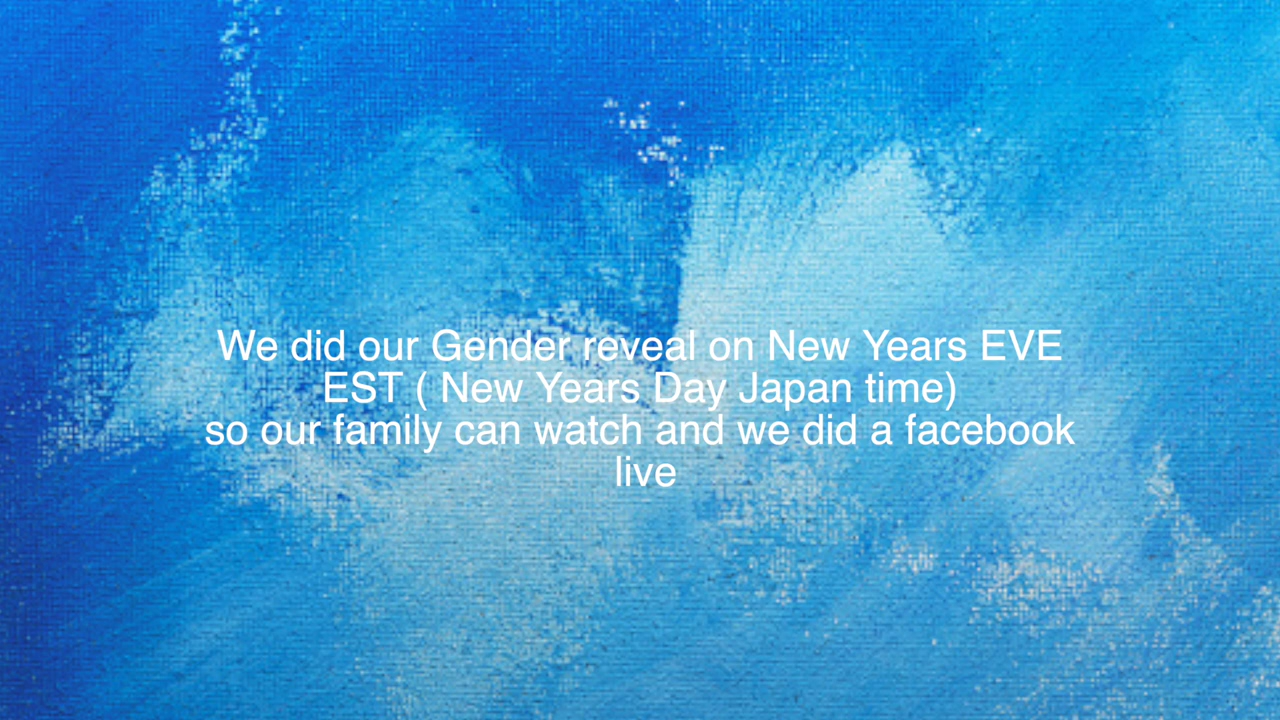 We did our Gender reveal on New Years EVE
EST ( New Years Day Japan time)
so our family can watch and we did a facebook
live